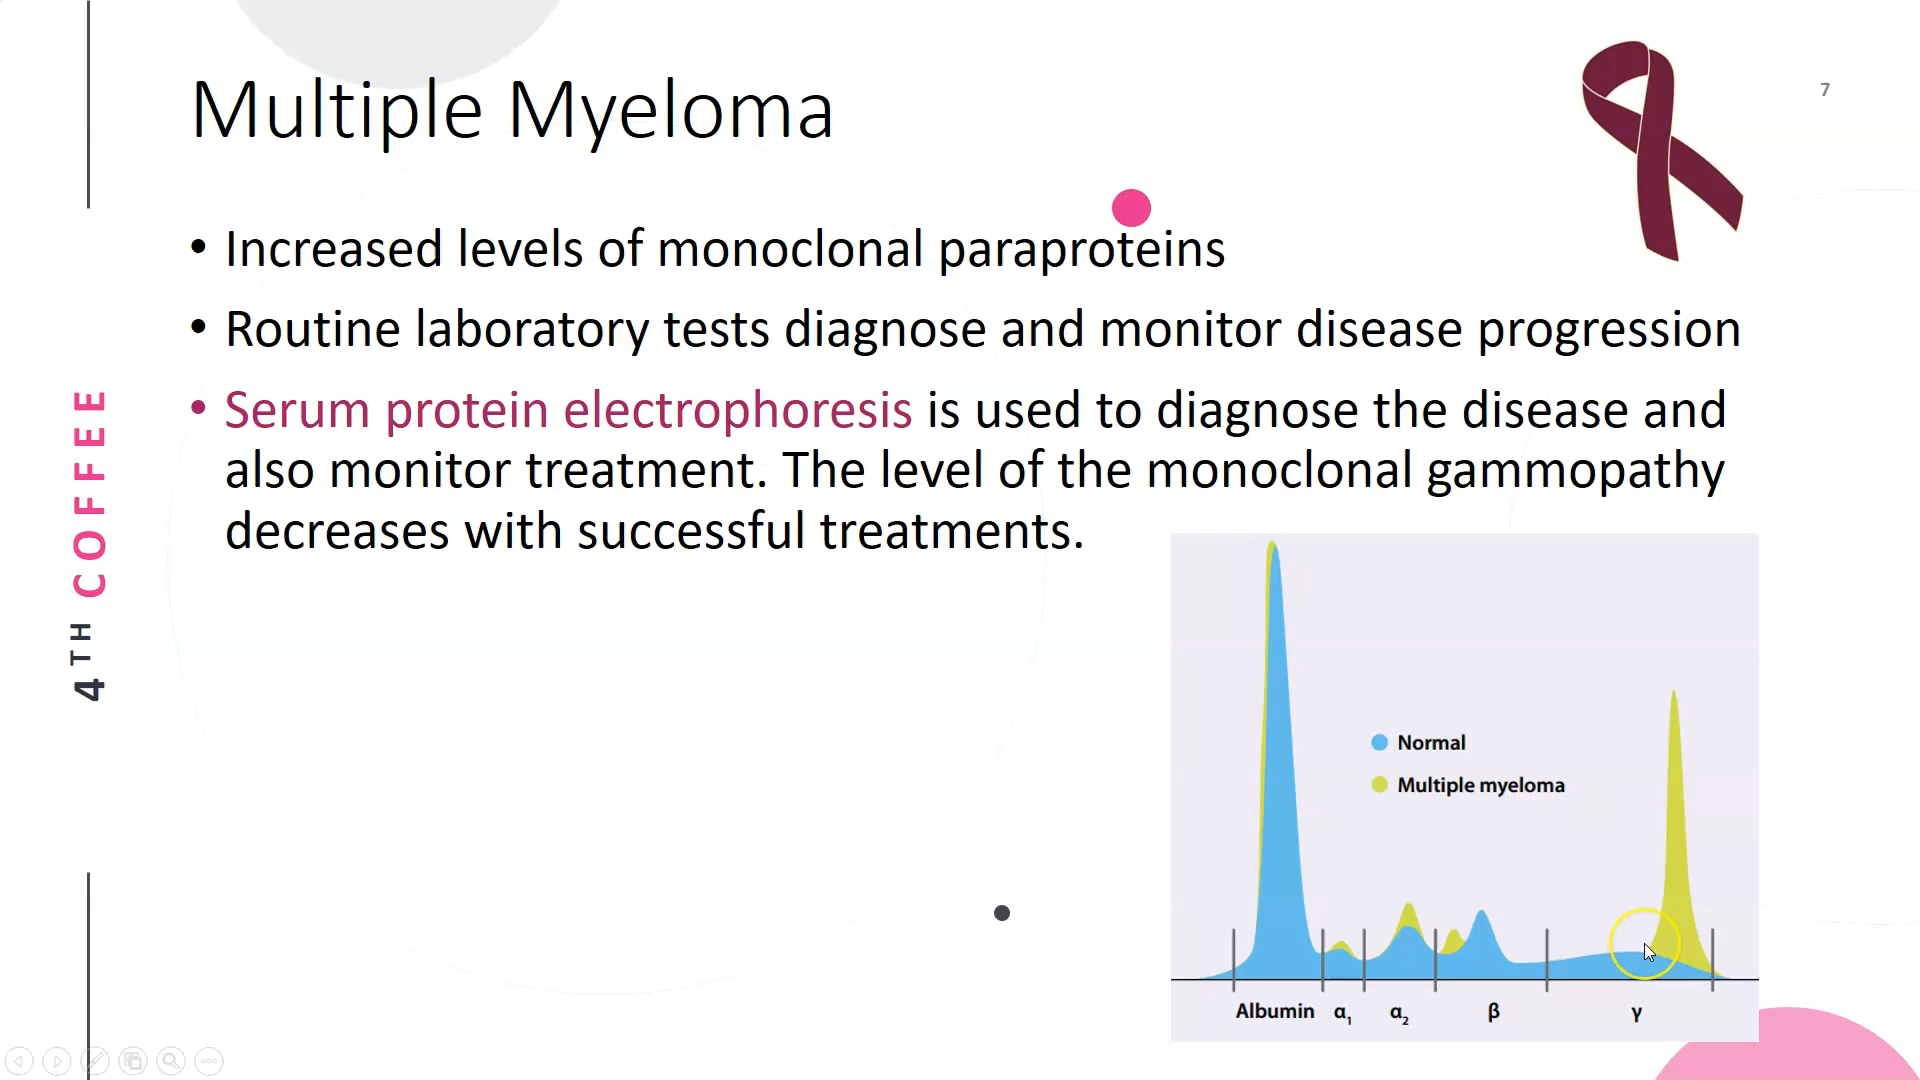 Multiple Myeloma
7
• Increased levels of monoclonal paraproteins
• Routine laboratory tests diagnose and monitor disease progression
• Serum protein electrophoresis is used to diagnose the disease and
also monitor treatment. The level of the monoclonal gammopathy
decreases with successful treatments.
4TH COFFEE
Normal
Multiple myeloma
Albumin α₁ α₂ β γ